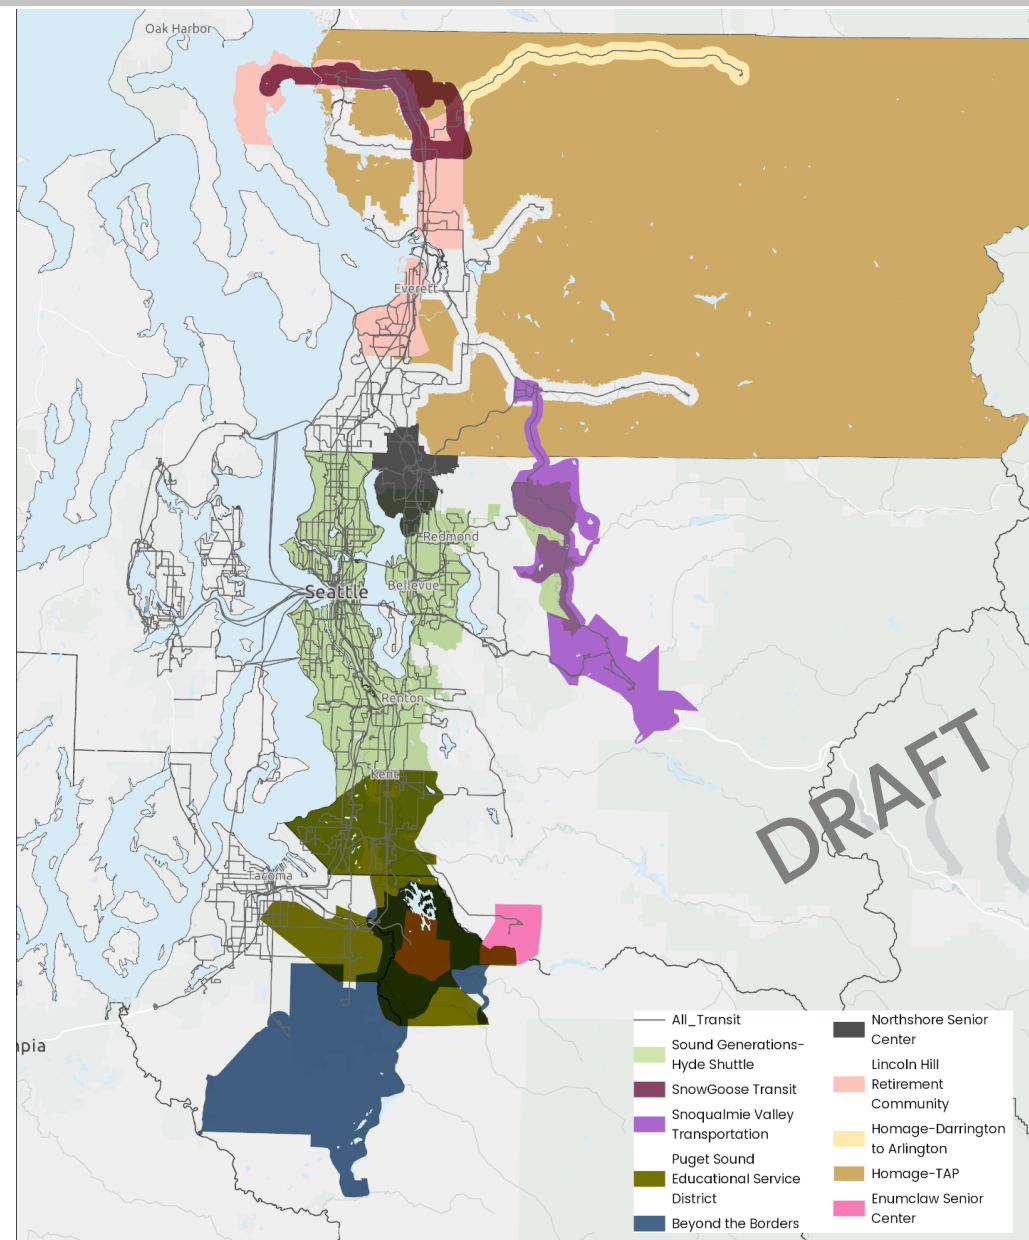 Oak Harbor
Everett
Redmond
Bellevue
Seattle
Renton
Kent
DRAFT
Tacoma
All_Transit
Sound Generations-
Hyde Shuttle
SnowGoose Transit
Snoqualmie Valley
Transportation
Puget Sound
Educational Service
District
Beyond the Borders
Northshore Senior
Center
Lincoln Hill
Retirement
Community
Homage-Darrington
to Arlington
Homage-TAP
Enumclaw Senior
Center